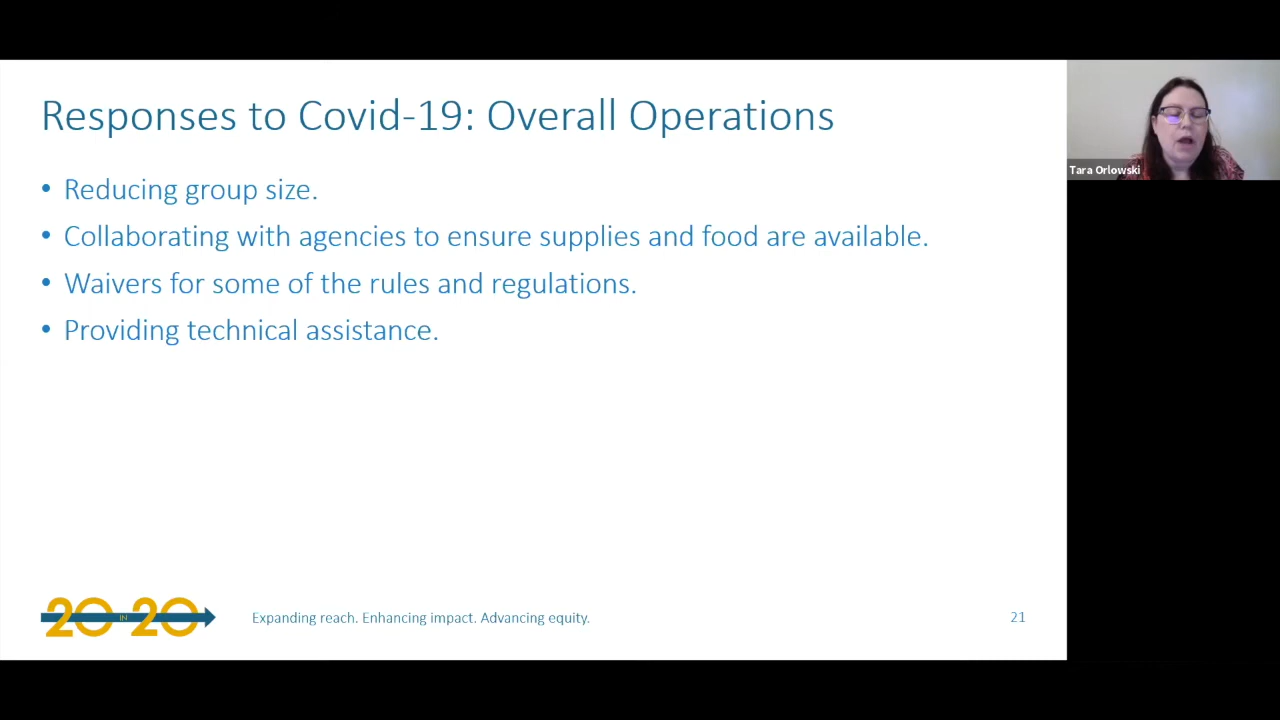 Responses to Covid-19: Overall Operations
• Reducing group size.
• Collaborating with agencies to ensure supplies and food are available.
• Waivers for some of the rules and regulations.
• Providing technical assistance.
Tara Orlowski
20 IN 20
Expanding reach. Enhancing impact. Advancing equity.
21